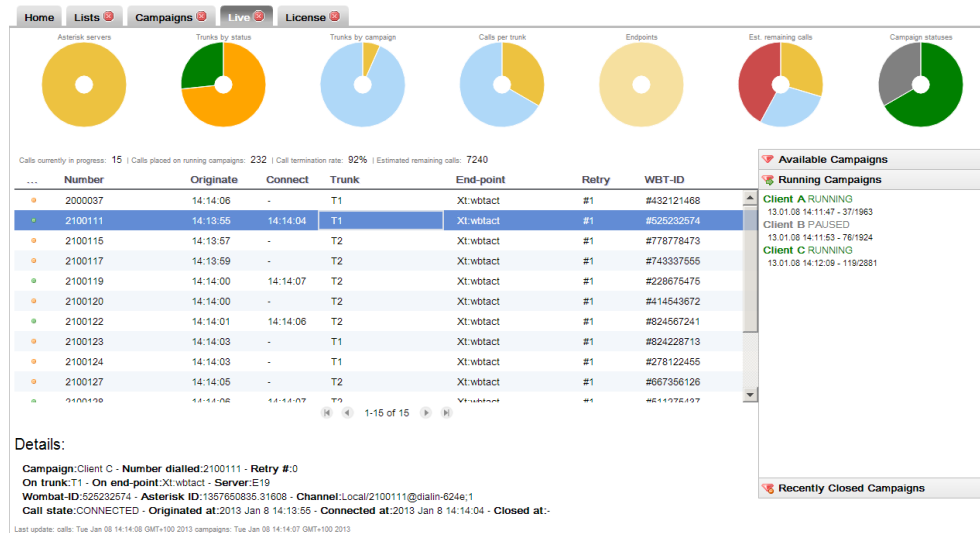 Home Lists Campaigns Live License
Asterisk servers Trunks by status Trunks by campaign Calls per trunk Endpoints Est. remaining calls Campaign statuses
Calls currently in progress: 15 | Calls placed on running campaigns: 232 | Call termination rate: 92% | Estimated remaining calls: 7240
... Number Originate Connect Trunk End-point Retry WBT-ID
2000037 14:14:06 - T1 Xt:wbtact #1 #432121468
2100111 14:13:55 14:14:04 T1 Xt:wbtact #1 #525232574
2100115 14:13:57 - T2 Xt:wbtact #1 #778778473
2100117 14:13:59 - T2 Xt:wbtact #1 #743337555
2100119 14:14:00 14:14:07 T2 Xt:wbtact #1 #228675475
2100120 14:14:00 - T2 Xt:wbtact #1 #414543672
2100122 14:14:01 14:14:06 T2 Xt:wbtact #1 #824567241
2100123 14:14:03 - T1 Xt:wbtact #1 #824228713
2100124 14:14:03 - T1 Xt:wbtact #1 #278122455
2100127 14:14:05 - T2 Xt:wbtact #1 #667356126
2100128 14:14:06 14:14:07 T2 Xt:wbtact #1 #511275437
1-15 of 15
Available Campaigns
Running Campaigns
Client A RUNNING
13.01.08 14:11:47 - 37/1963
Client B PAUSED
13.01.08 14:11:53 - 76/1924
Client C RUNNING
13.01.08 14:12:09 - 119/2881
Recently Closed Campaigns
Details:
Campaign:Client C - Number dialled:2100111 - Retry #:0
On trunk:T1 - On end-point:Xt:wbtact - Server:E19
Wombat-ID:525232574 - Asterisk ID:1357650835.31608 - Channel:Local/2100111@dialin-624e;1
Call state:CONNECTED - Originated at:2013 Jan 8 14:13:55 - Connected at:2013 Jan 8 14:14:04 - Closed at:-
Last update: calls: Tue Jan 08 14:14:08 GMT+100 2013 campaigns: Tue Jan 08 14:14:07 GMT+100 2013